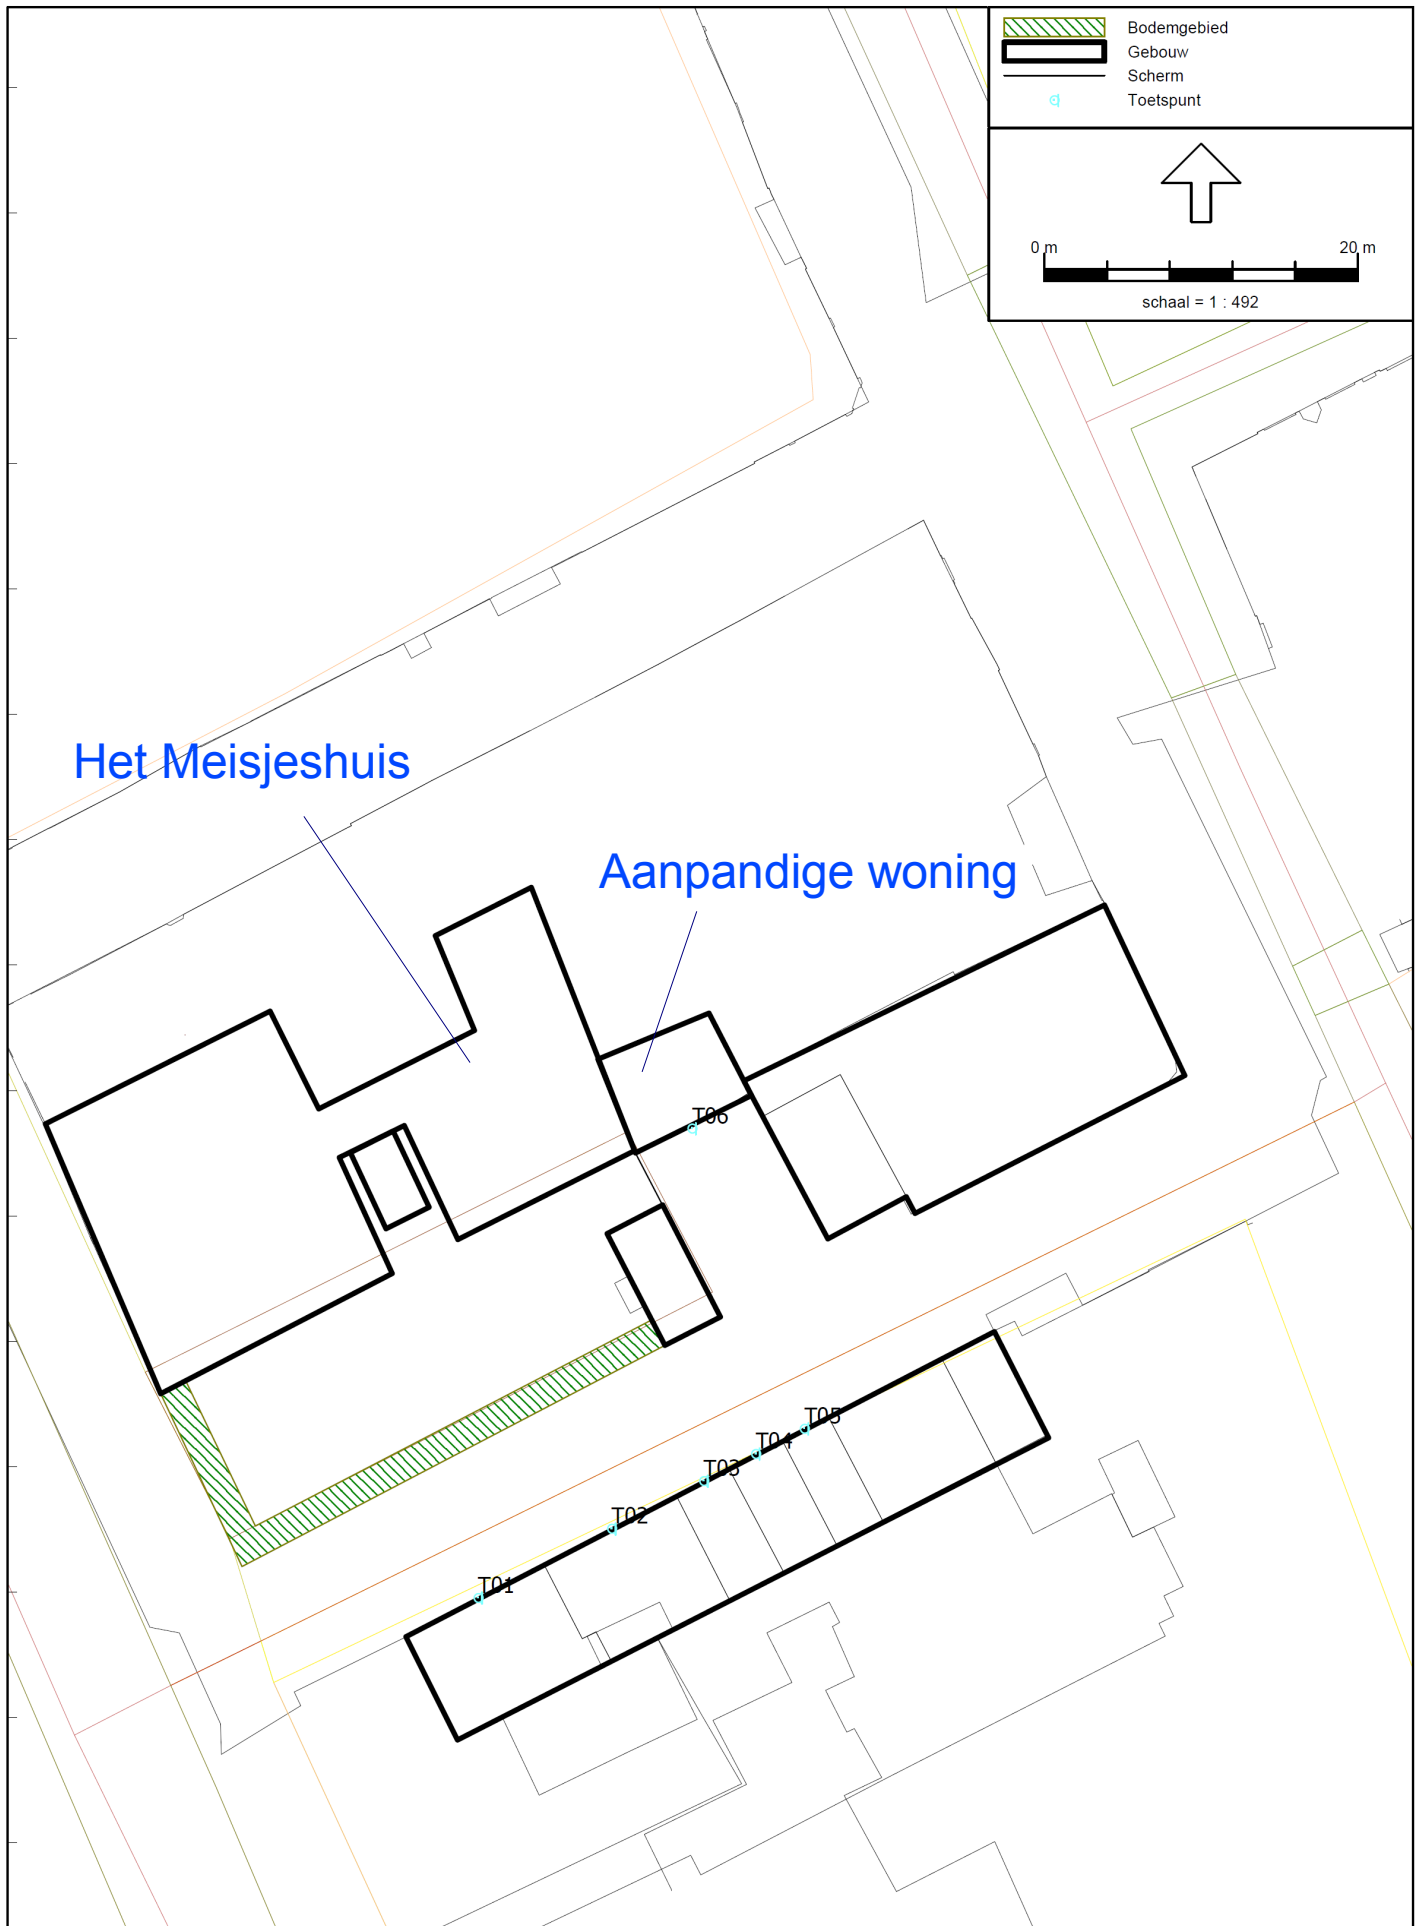 Bodemgebied
Gebouw
Scherm
Toetspunt
0 m 20 m
schaal = 1 : 492
Het Meisjeshuis
Aanpandige woning
T06
T05
T04
T03
T02
T01